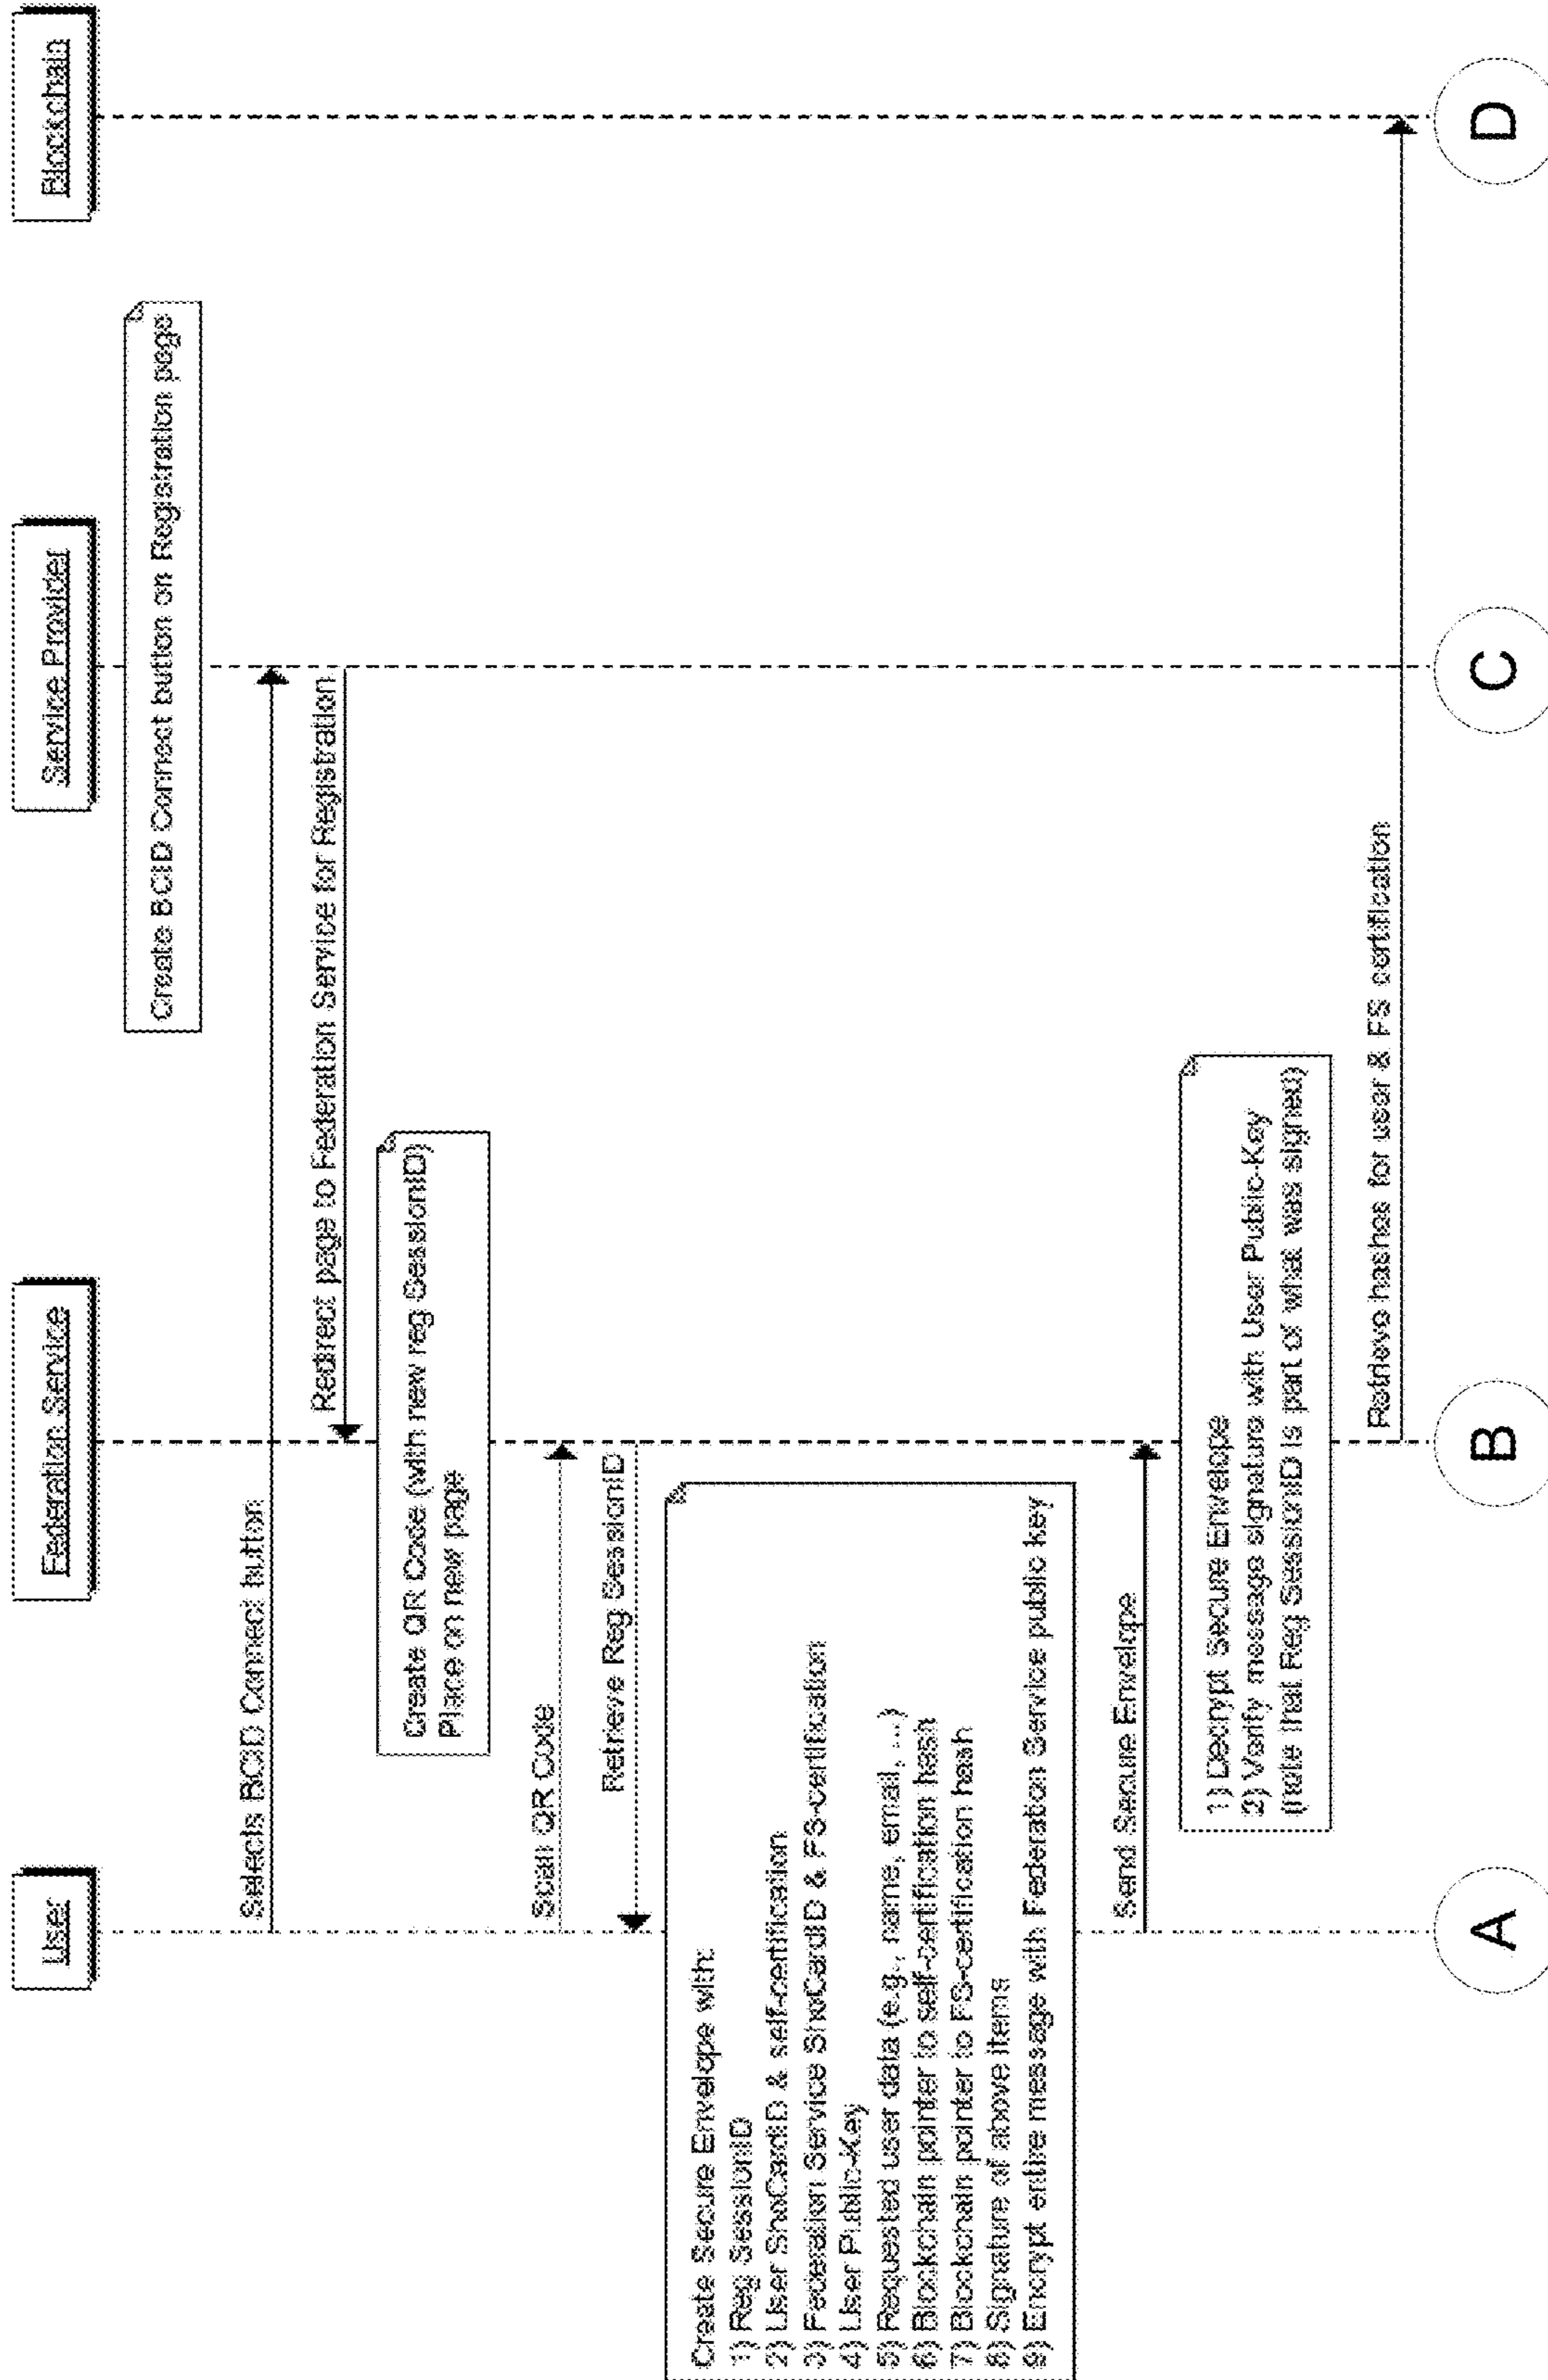 User
Federation Service
Service Provider
Blockchain
Create BCID Connect button on Registration page
Selects BCID Connect button
Redirect page to Federation Service for Registration
Create QR Code (with new reg SessionID)
Place on new page
Scan QR Code
Retrieve Reg SessionID
Create Secure Envelope with:
1) Reg SessionID
2) User ShoCardID & self-certification
3) Federation Service ShoCardID & FS-certification
4) User Public-Key
5) Requested user data (e.g., name, email, ...)
6) Blockchain pointer to self-certification hash
7) Blockchain pointer to FS-certification hash
8) Signature of above items
9) Encrypt entire message with Federation Service public key
Send Secure Envelope
1) Decrypt Secure Envelope
2) Verify message signature with User Public-Key
(note that Reg SessionID is part of what was signed)
Retrieve hashes for user & FS certification
A
B
C
D